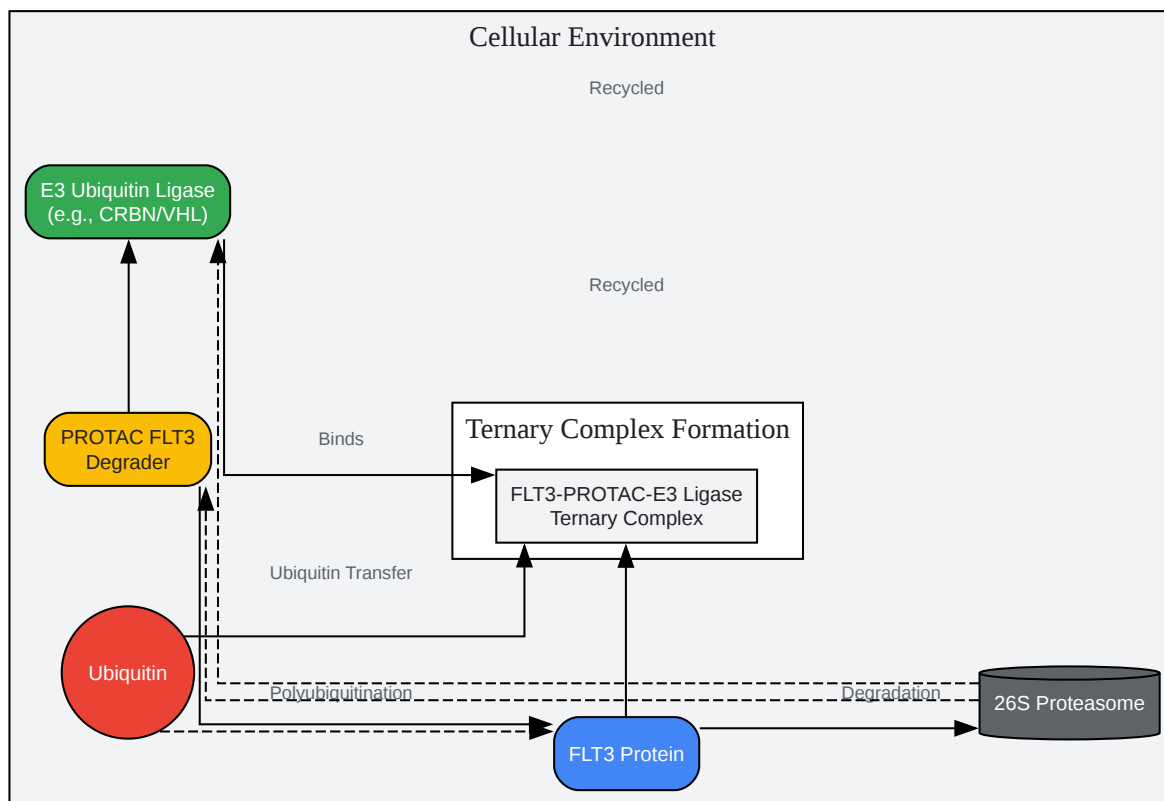 Cellular Environment
Recycled
E3 Ubiquitin Ligase
(e.g., CRBN/VHL)
Recycled
PROTAC FLT3
Degrader
Binds
Ternary Complex Formation
FLT3-PROTAC-E3 Ligase
Ternary Complex
Ubiquitin Transfer
Ubiquitin
Polyubiquitination
Degradation
26S Proteasome
FLT3 Protein